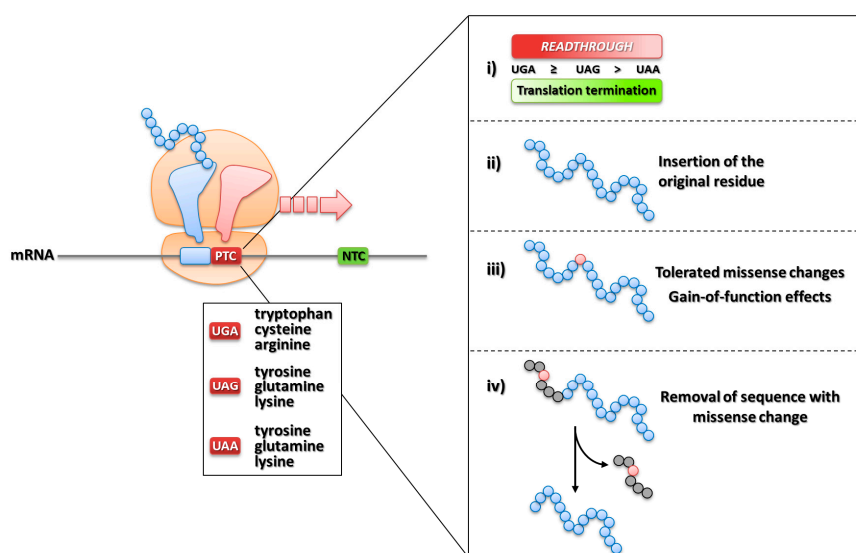 mRNA
PTC
NTC
UGA
tryptophan
cysteine
arginine
UAG
tyrosine
glutamine
lysine
UAA
tyrosine
glutamine
lysine
i)
READTHROUGH
UGA ≥ UAG > UAA
Translation termination
ii)
Insertion of the
original residue
iii)
Tolerated missense changes
Gain-of-function effects
iv)
Removal of sequence with
missense change